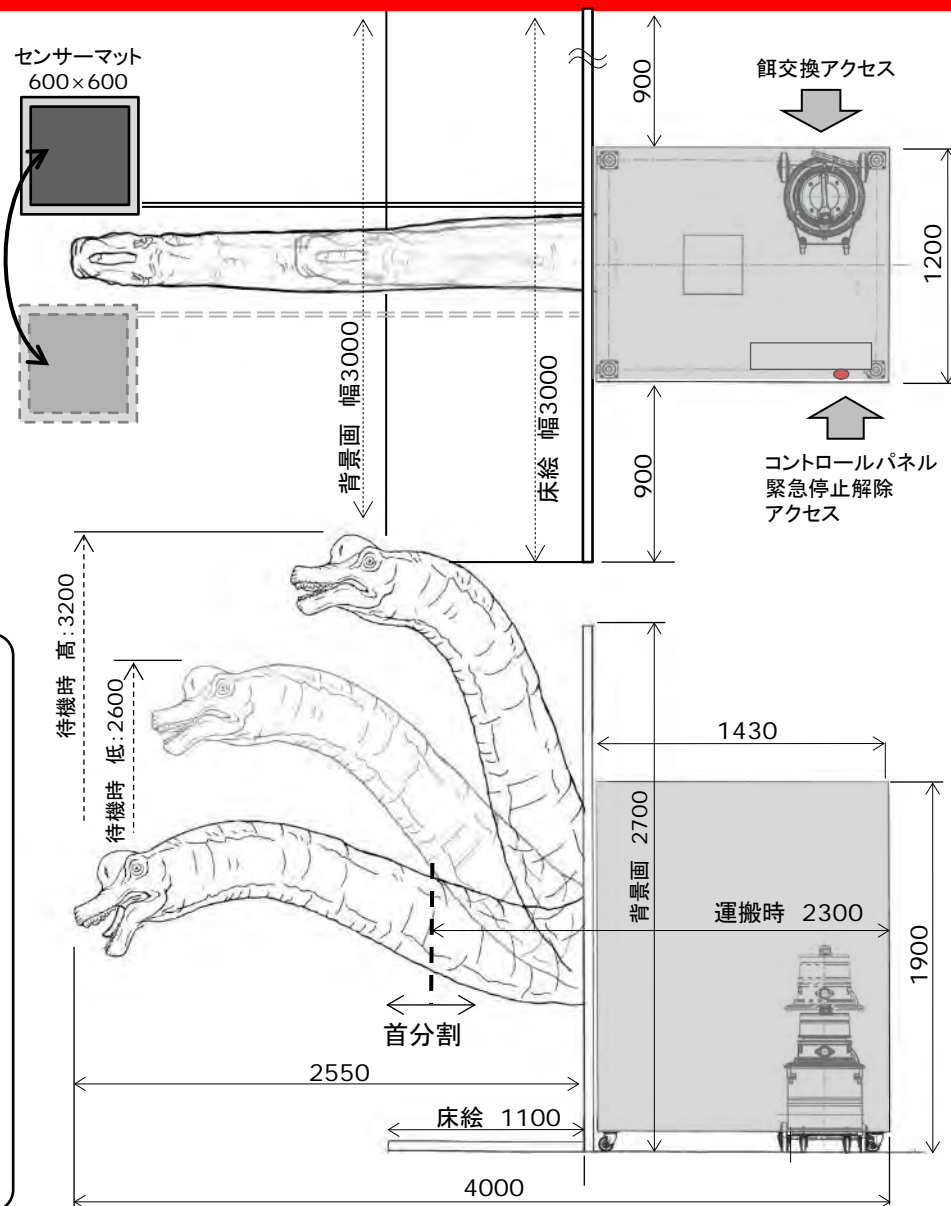 センサーマット
600×600
背景画 幅3000
床絵 幅3000
900
餌交換アクセス
1200
900
コントロールパネル
緊急停止解除
アクセス
待機時 高:3200
待機時 低:2600
1430
背景画 2700
運搬時 2300
1900
首分割
2550
床絵 1100
4000